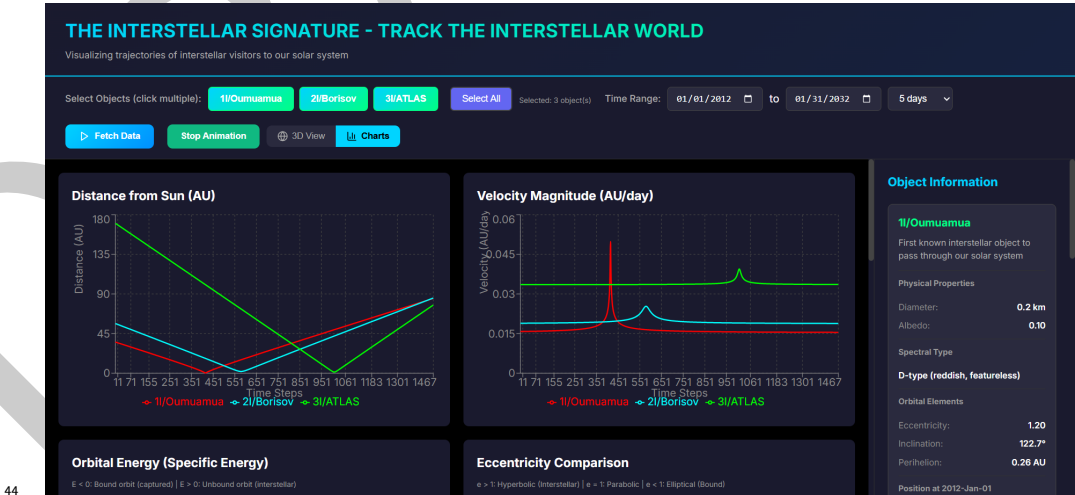 THE INTERSTELLAR SIGNATURE - TRACK THE INTERSTELLAR WORLD
Visualizing trajectories of interstellar visitors to our solar system
Select Objects (click multiple): 1I/Oumuamua 2I/Borisov 3I/ATLAS Select All Selected: 3 object(s) Time Range: 01/01/2012 to 01/31/2032 5 days
Fetch Data Stop Animation 3D View Charts
Distance from Sun (AU)
180
135
90
45
0
Distance (AU)
11 71 155 251 351 451 551 651 751 851 951 1061 1183 1301 1467
Time Steps
1I/Oumuamua 2I/Borisov 3I/ATLAS
Velocity Magnitude (AU/day)
0.06
0.045
0.03
0.015
0
Velocity (AU/day
11 71 155 251 351 451 551 651 751 851 951 1061 1183 1301 1467
Time Steps
1I/Oumuamua 2I/Borisov 3I/ATLAS
Orbital Energy (Specific Energy)
E < 0: Bound orbit (captured) | E > 0: Unbound orbit (interstellar)
Eccentricity Comparison
e > 1: Hyperbolic (Interstellar) | e = 1: Parabolic | e < 1: Elliptical (Bound)
Object Information
1I/Oumuamua
First known interstellar object to
pass through our solar system
Physical Properties
Diameter: 0.2 km
Albedo: 0.10
Spectral Type
D-type (reddish, featureless)
Orbital Elements
Eccentricity: 1.20
Inclination: 122.7°
Perihelion: 0.26 AU
Position at 2012-Jan-01
44